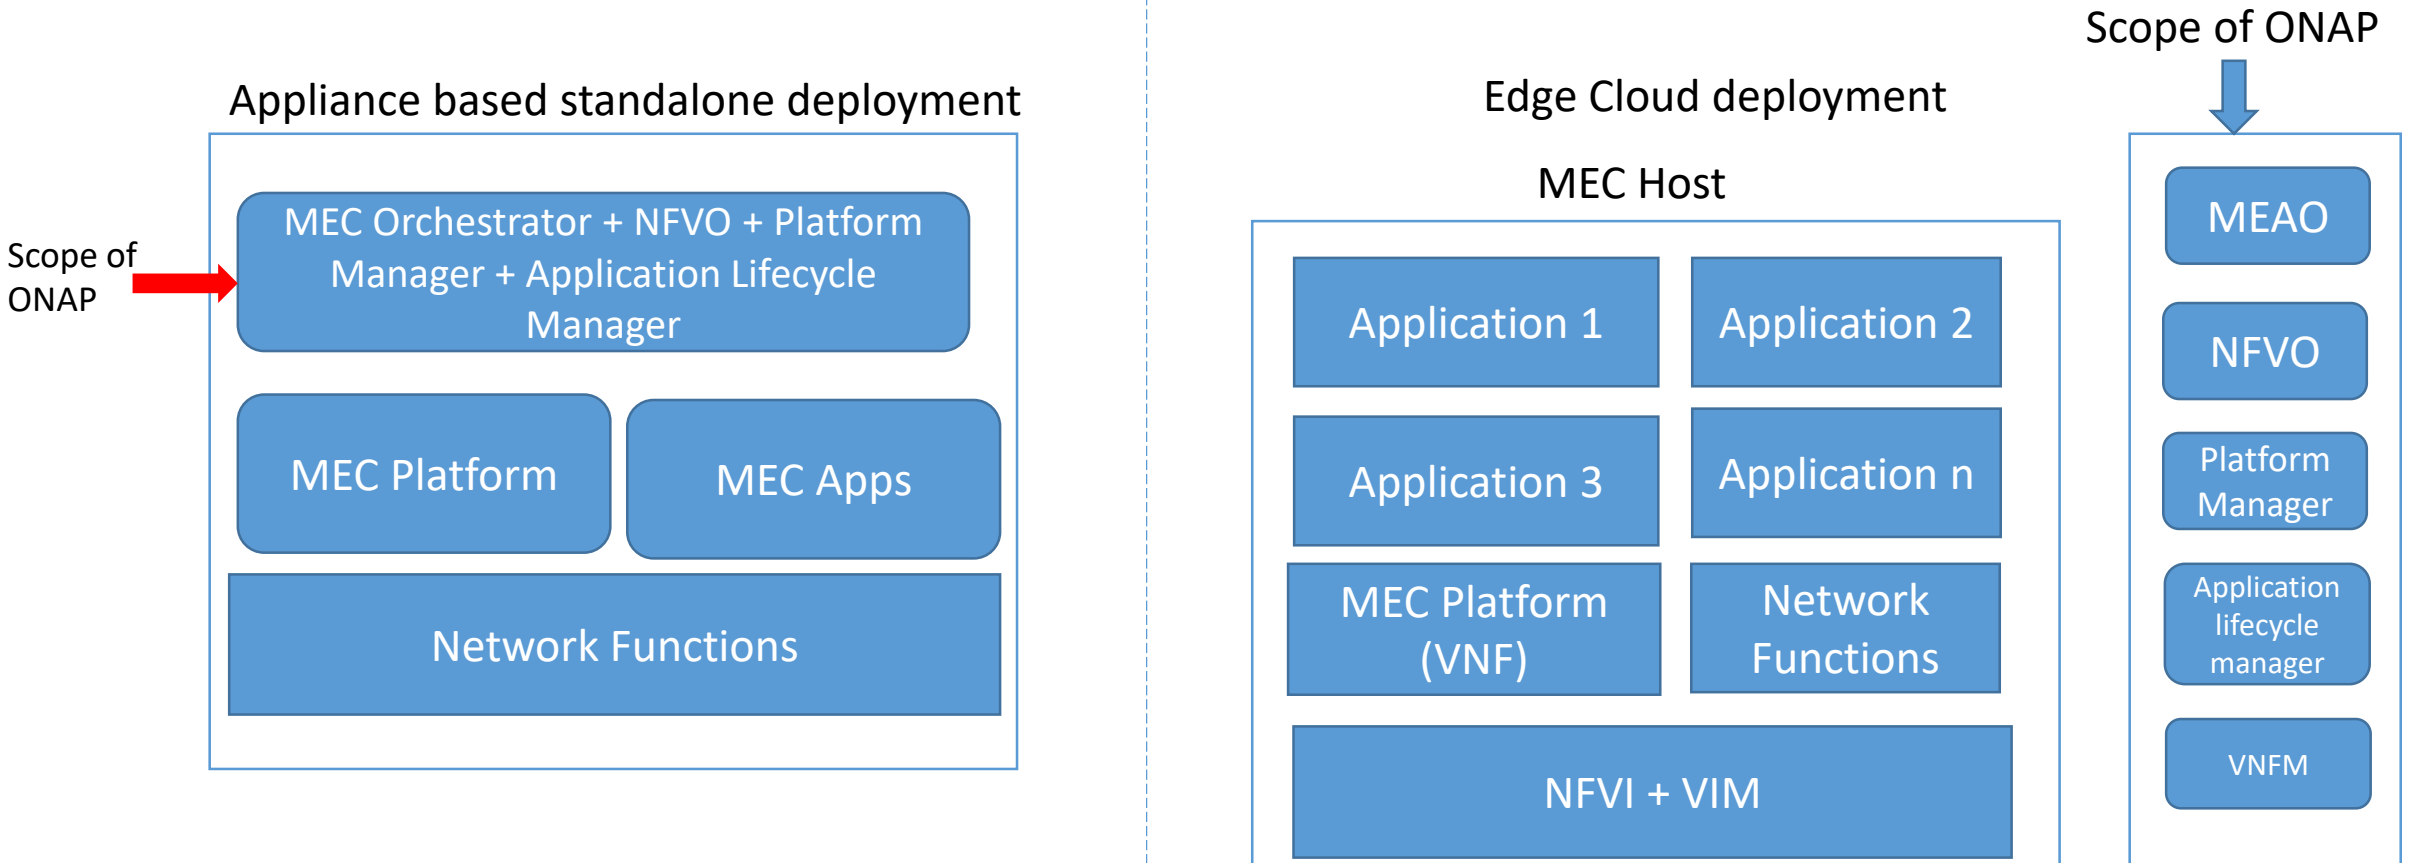 Appliance based standalone deployment
Scope of
ONAP
MEC Orchestrator + NFVO + Platform
Manager + Application Lifecycle
Manager
MEC Platform
MEC Apps
Network Functions
Edge Cloud deployment
MEC Host
Application 1
Application 2
Application 3
Application n
MEC Platform
(VNF)
Network
Functions
NFVI + VIM
Scope of ONAP
MEAO
NFVO
Platform
Manager
Application
lifecycle
manager
VNFM